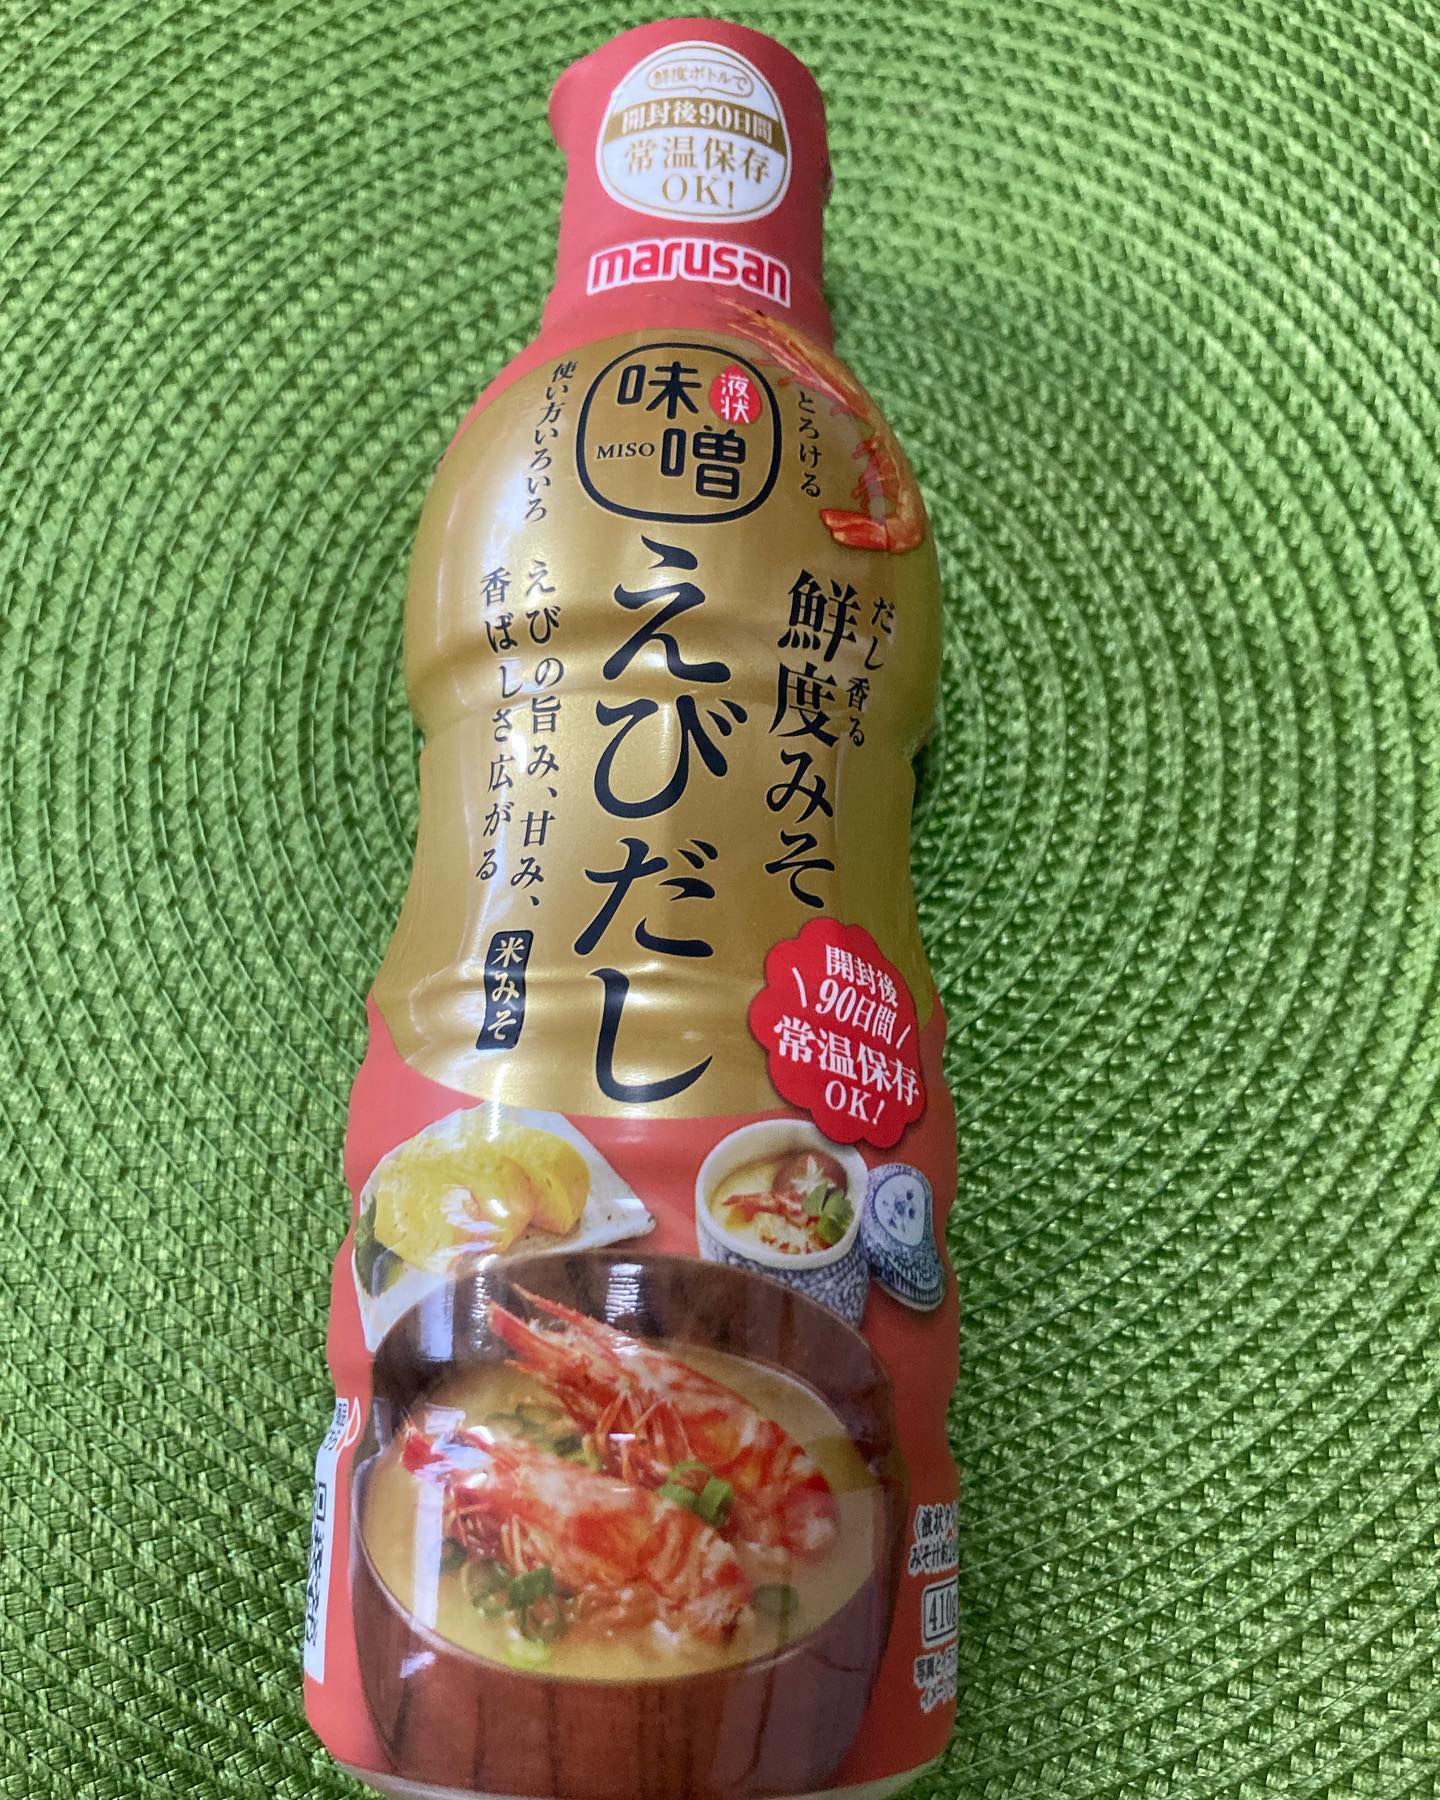 鮮度ボトルで
開封後90日間
常温保存
OK!
marusan
液状
味噌
MISO
とろける
使い方いろいろ
だし香る
鮮度みそ
えびだし
えびの旨み、甘み、
香ばしさ広がる
米みそ
開封後
90日間
常温保存
OK!
410g